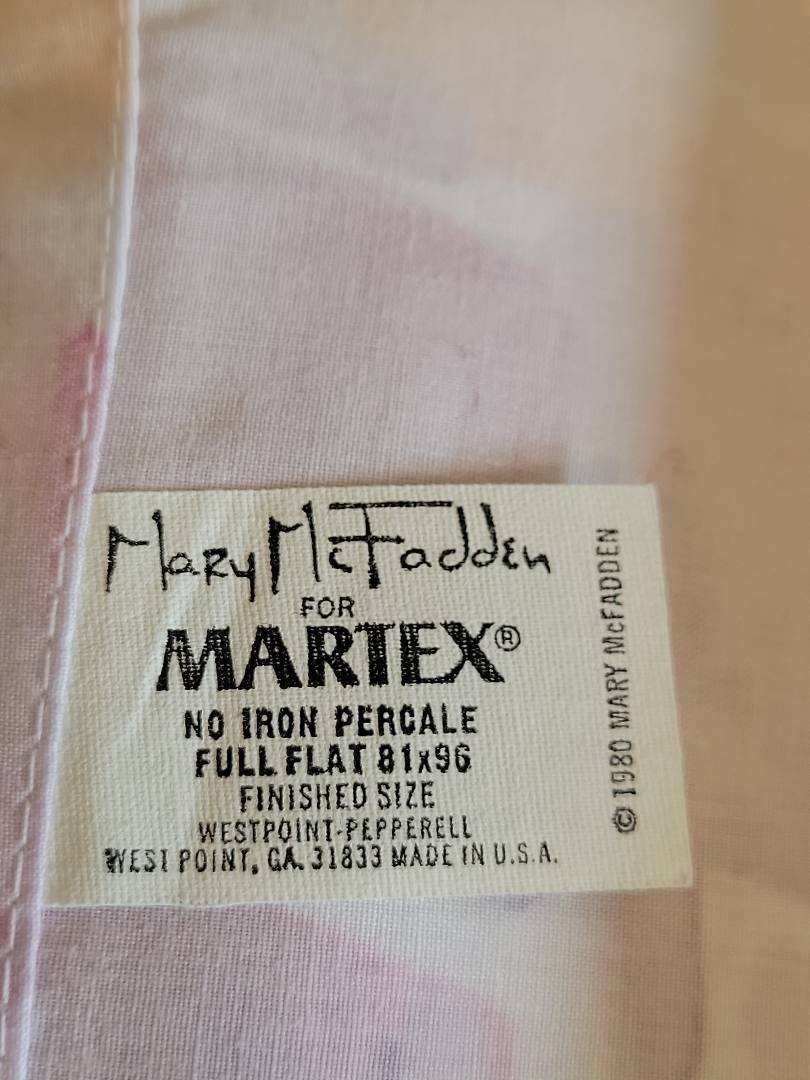 Mary McFadden
FOR
MARTEX®
NO IRON PERCALE
FULL FLAT 81x96
FINISHED SIZE
WESTPOINT-PEPPERELL
WEST POINT, GA. 31833 MADE IN U.S.A.
© 1980 MARY McFADDEN